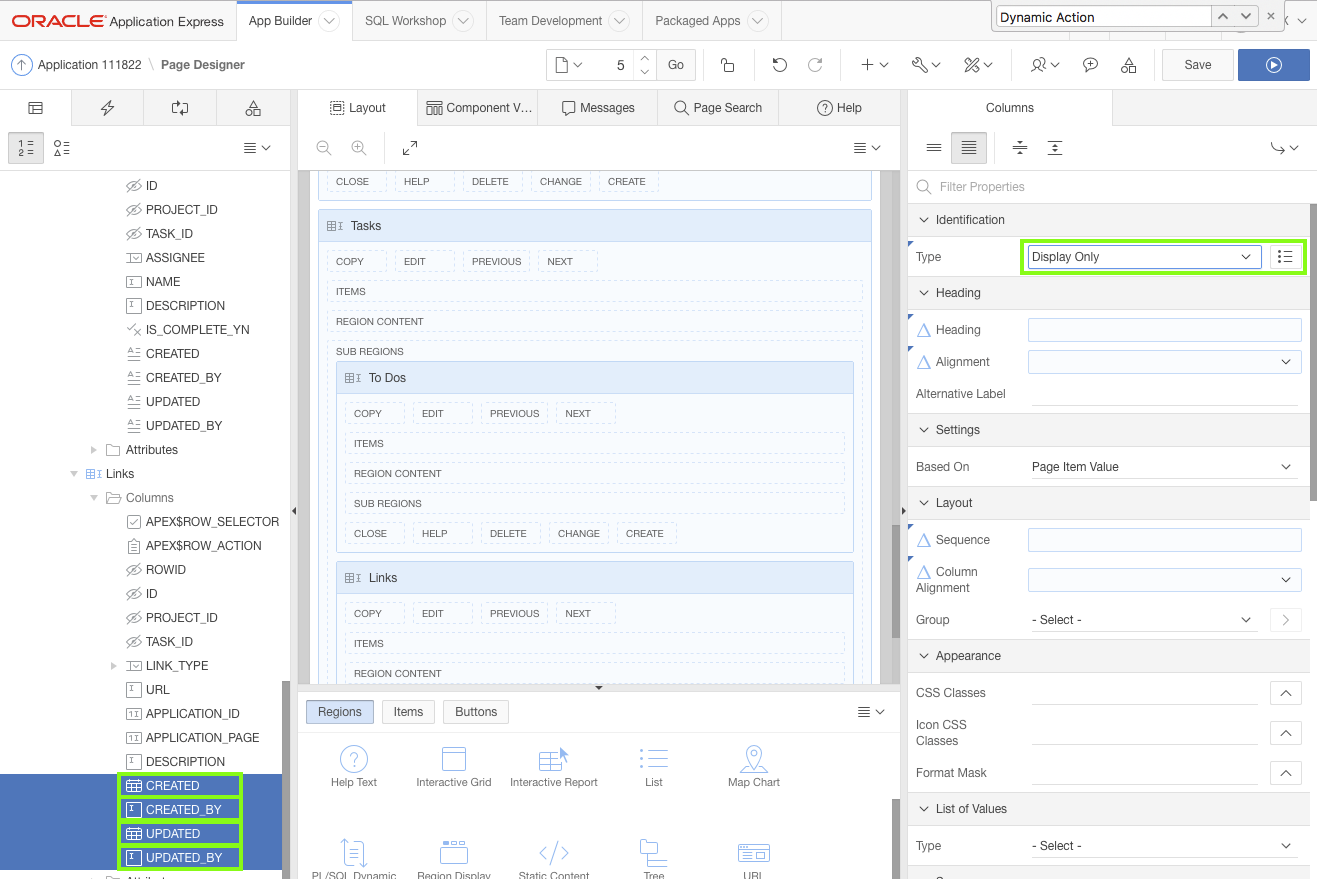 ORACLE Application Express
App Builder
SQL Workshop
Team Development
Packaged Apps
Dynamic Action
Application 111822 \ Page Designer
5
Go
Save
Layout
Component V...
Messages
Page Search
Help
Columns
ID
PROJECT_ID
TASK_ID
ASSIGNEE
NAME
DESCRIPTION
IS_COMPLETE_YN
CREATED
CREATED_BY
UPDATED
UPDATED_BY
Attributes
Links
Columns
APEX$ROW_SELECTOR
APEX$ROW_ACTION
ROWID
ID
PROJECT_ID
TASK_ID
LINK_TYPE
URL
APPLICATION_ID
APPLICATION_PAGE
DESCRIPTION
CREATED
CREATED_BY
UPDATED
UPDATED_BY
CLOSE HELP DELETE CHANGE CREATE
Tasks
COPY EDIT PREVIOUS NEXT
ITEMS
REGION CONTENT
SUB REGIONS
To Dos
COPY EDIT PREVIOUS NEXT
ITEMS
REGION CONTENT
SUB REGIONS
CLOSE HELP DELETE CHANGE CREATE
Links
COPY EDIT PREVIOUS NEXT
ITEMS
REGION CONTENT
Regions Items Buttons
Help Text Interactive Grid Interactive Report List Map Chart
PL/SQL Dynamic Region Display Static Content Tree URL
Filter Properties
Identification
Type Display Only
Heading
Heading
Alignment
Alternative Label
Settings
Based On Page Item Value
Layout
Sequence
Column
Alignment
Group - Select -
Appearance
CSS Classes
Icon CSS
Classes
Format Mask
List of Values
Type - Select -